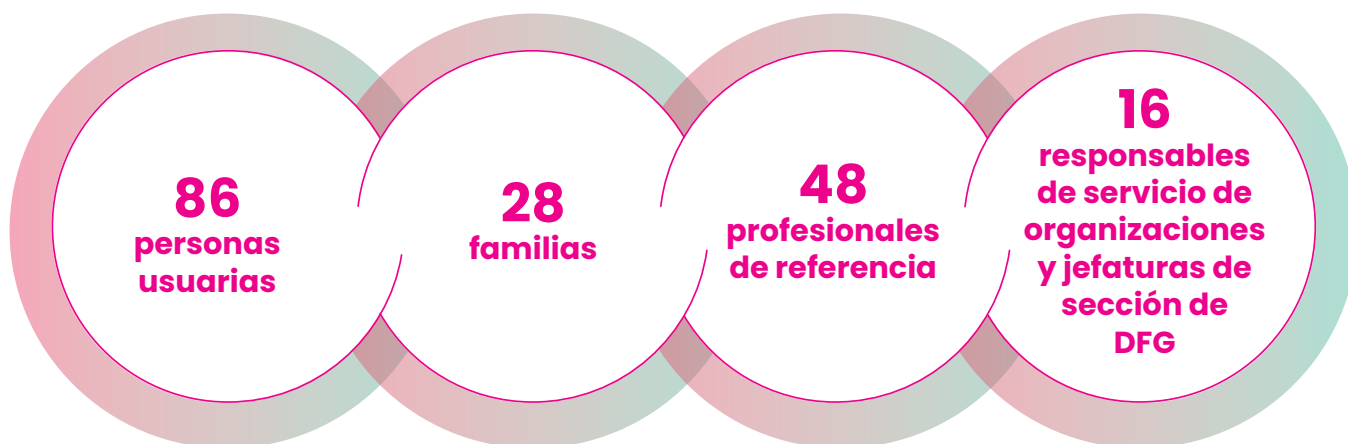 86
personas
usuarias
28
familias
48
profesionales
de referencia
16
responsables
de servicio de
organizaciones
y jefaturas de
sección de
DFG